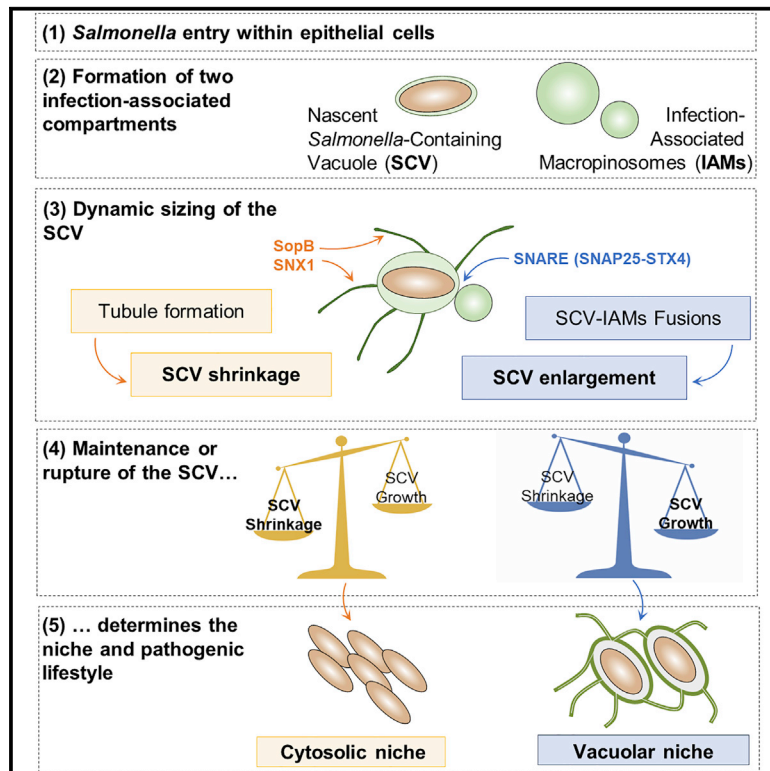 (1) Salmonella entry within epithelial cells
(2) Formation of two
infection-associated
compartments
Nascent
Salmonella-Containing
Vacuole (SCV)
Infection-
Associated
Macropinosomes (IAMs)
(3) Dynamic sizing of the
SCV
SopB
SNX1
SNARE (SNAP25-STX4)
Tubule formation
SCV-IAMs Fusions
SCV shrinkage
SCV enlargement
(4) Maintenance or
rupture of the SCV...
SCV
Shrinkage
SCV
Growth
SCV
Shrinkage
SCV
Growth
(5) ... determines the
niche and pathogenic
lifestyle
Cytosolic niche
Vacuolar niche